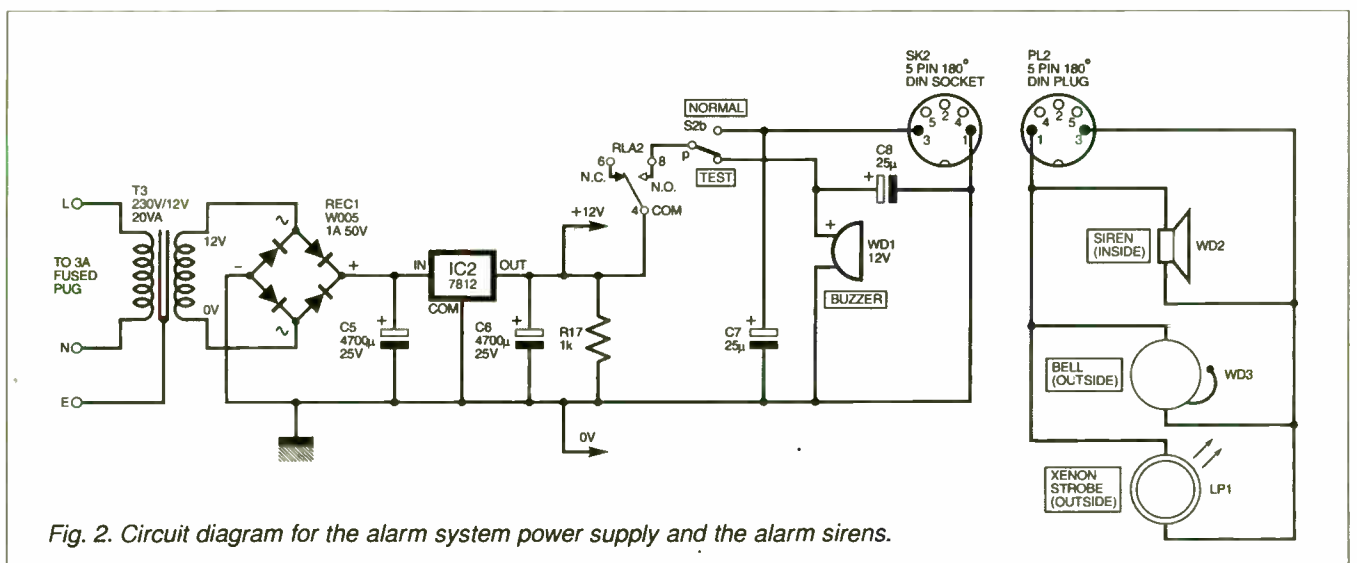 SK2
5 PIN 180°
DIN SOCKET
PL2
5 PIN 180°
DIN PLUG
NORMAL
S2b
5 2 4
3 1
4 2 5
1 3
C8
25μ
+
RLA2
6
8
P
N.C.
N.O.
TEST
4 COM
T3
230V/12V
20VA
L
12V
REC1
W005
1A 50V
~
+12V
TO 3A
FUSED
PUG
-
+
IN
IC2
7812
OUT
COM
+
WD1
12V
BUZZER
SIREN
(INSIDE)
WD2
0V
~
+
C5
4700μ
25V
+
C6
4700μ
25V
R17
1k
+
C7
25μ
N
E
BELL
(OUTSIDE)
WD3
0V
XENON
STROBE
(OUTSIDE)
LP1
Fig. 2. Circuit diagram for the alarm system power supply and the alarm sirens.